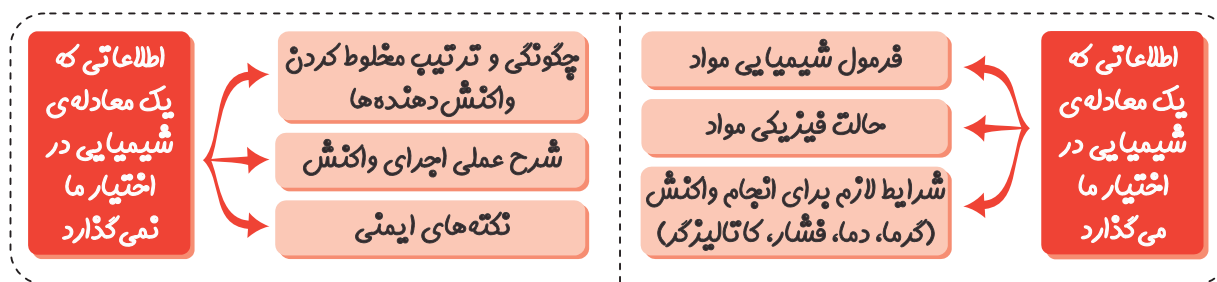 اطلاعاتی که
یک معادله‌ی
شیمیایی در
اختیار ما
می‌گذارد
فرمول شیمیایی مواد
حالت فیزیکی مواد
شرایط لازم برای انجام واکنش
(گرما، دما، فشار، کاتالیزگر)
اطلاعاتی که
یک معادله‌ی
شیمیایی در
اختیار ما
نمی‌گذارد
چگونگی و ترتیب مخلوط کردن
واکنش‌دهنده‌ها
شرح عملی اجرای واکنش
نکته‌های ایمنی